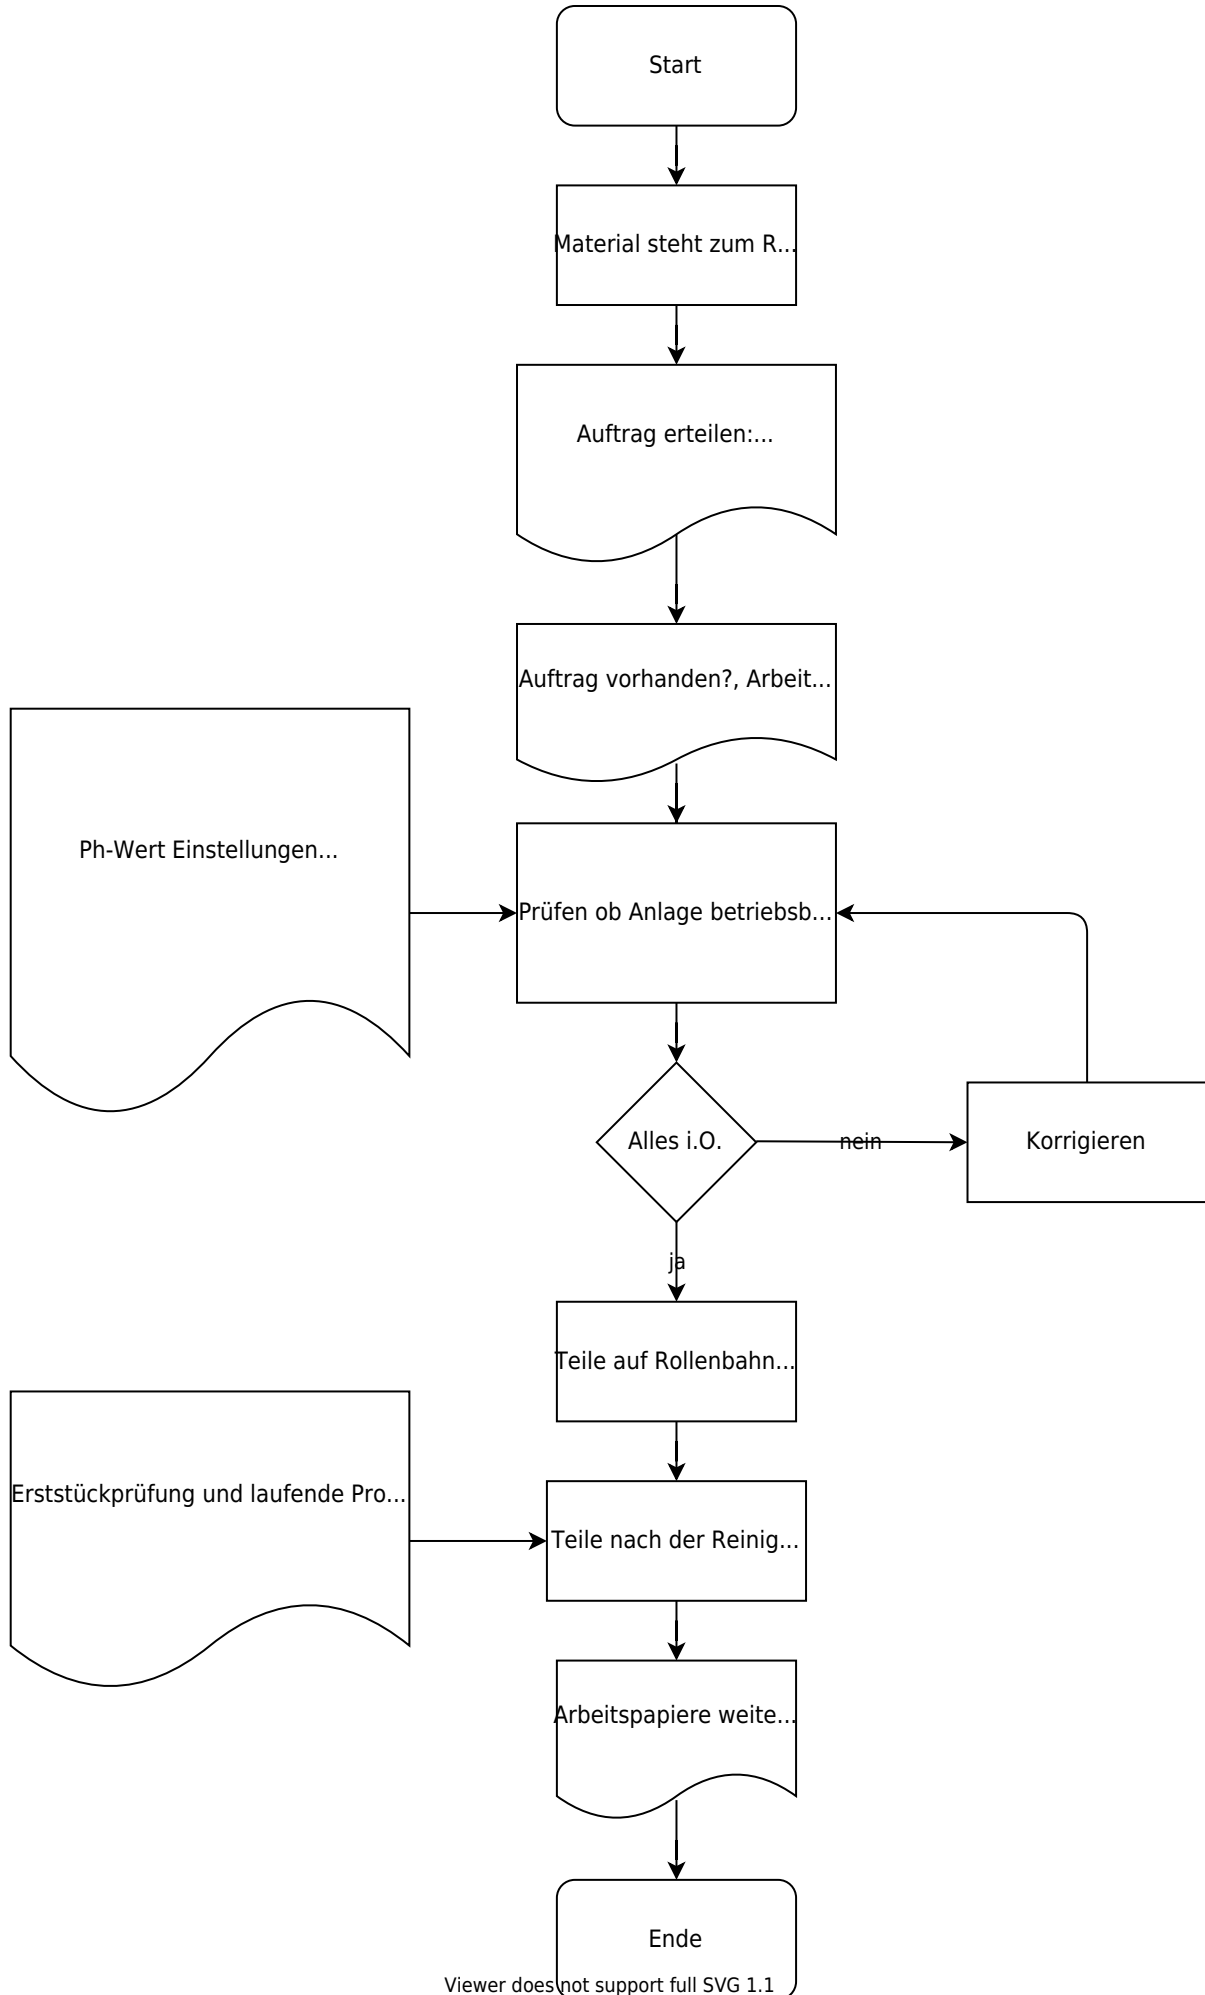 Start
Material steht zum R...
Auftrag erteilen:...
Auftrag vorhanden?, Arbeit...
Ph-Wert Einstellungen...
Prüfen ob Anlage betriebsb...
Alles i.O.
nein
Korrigieren
ja
Teile auf Rollenbahn...
Erststückprüfung und laufende Pro...
Teile nach der Reinig...
Arbeitspapiere weite...
Ende
Viewer does not support full SVG 1.1